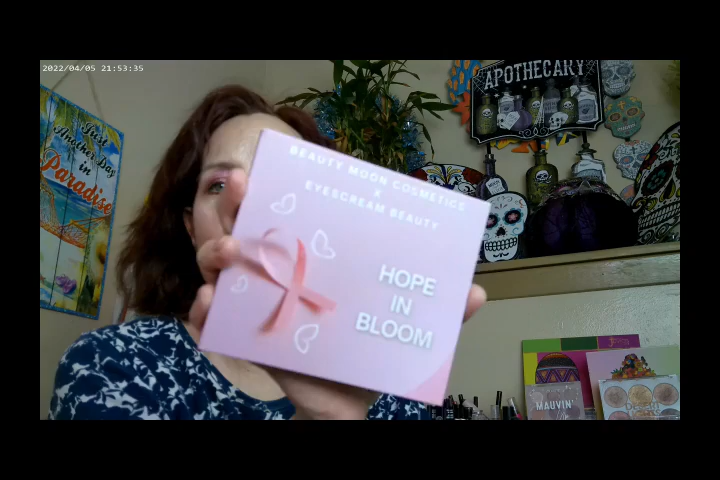 2022/04/05 21:53:35
Just
Another Day
in
Paradise
APOTHECARY
BEAUTY MOON COSMETICS
X
EYESCREAM BEAUTY
HOPE
IN
BLOOM
MAUVIN'